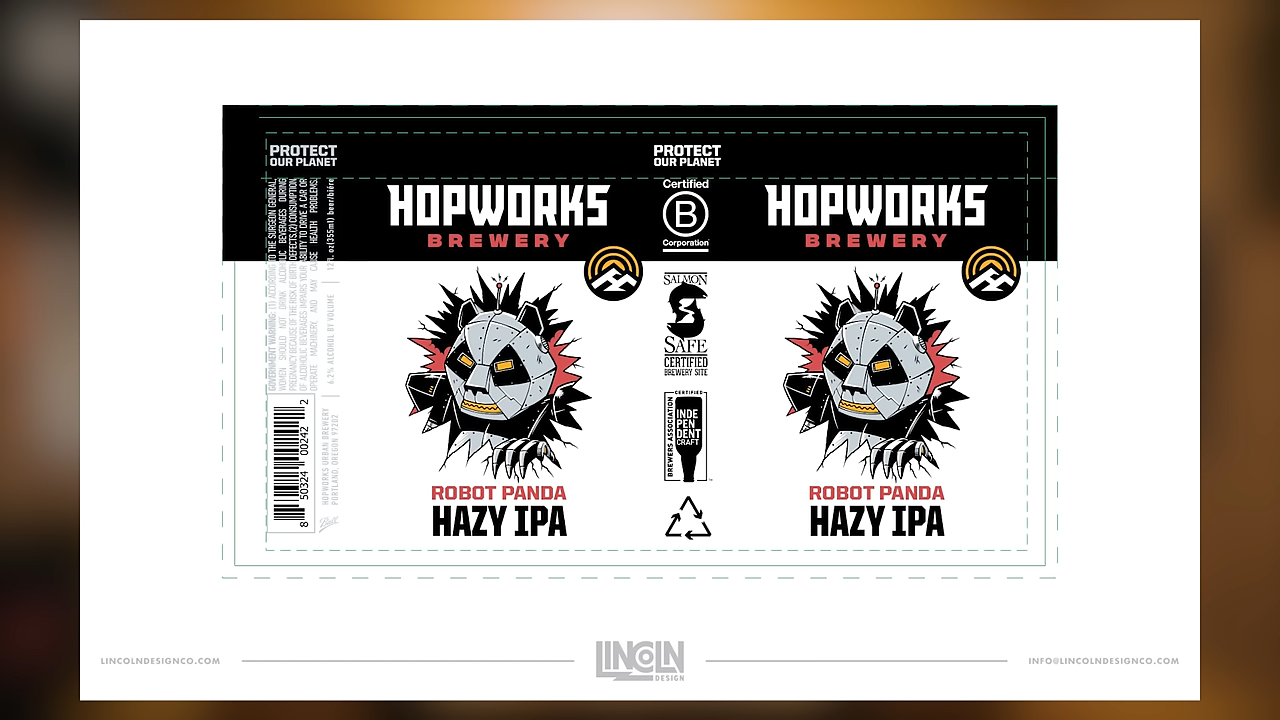 PROTECT
OUR PLANET
GOVERNMENT WARNING: (1) ACCORDING TO THE SURGEON GENERAL,
WOMEN SHOULD NOT DRINK ALCOHOLIC BEVERAGES DURING
PREGNANCY BECAUSE OF THE RISK OF BIRTH DEFECTS. (2) CONSUMPTION
OF ALCOHOLIC BEVERAGES IMPAIRS YOUR ABILITY TO DRIVE A CAR OR
OPERATE MACHINERY, AND MAY CAUSE HEALTH PROBLEMS.
6.2% ALCOHOL BY VOLUME
12 fl. oz (355ml) beer/bière
HOPWORKS URBAN BREWERY
PORTLAND, OREGON 97202
Ball
8 50324 00242 2
HOPWORKS
BREWERY
ROBOT PANDA
HAZY IPA
PROTECT
OUR PLANET
Certified
B
Corporation
SALMON
SAFE
CERTIFIED
BREWERY SITE
CERTIFIED
BREWERS ASSOCIATION
INDE
PEN
DENT
CRAFT
HOPWORKS
BREWERY
ROBOT PANDA
HAZY IPA
LINCOLNDESIGNCO.COM
LINCOLN
DESIGN
INFO@LINCOLNDESIGNCO.COM